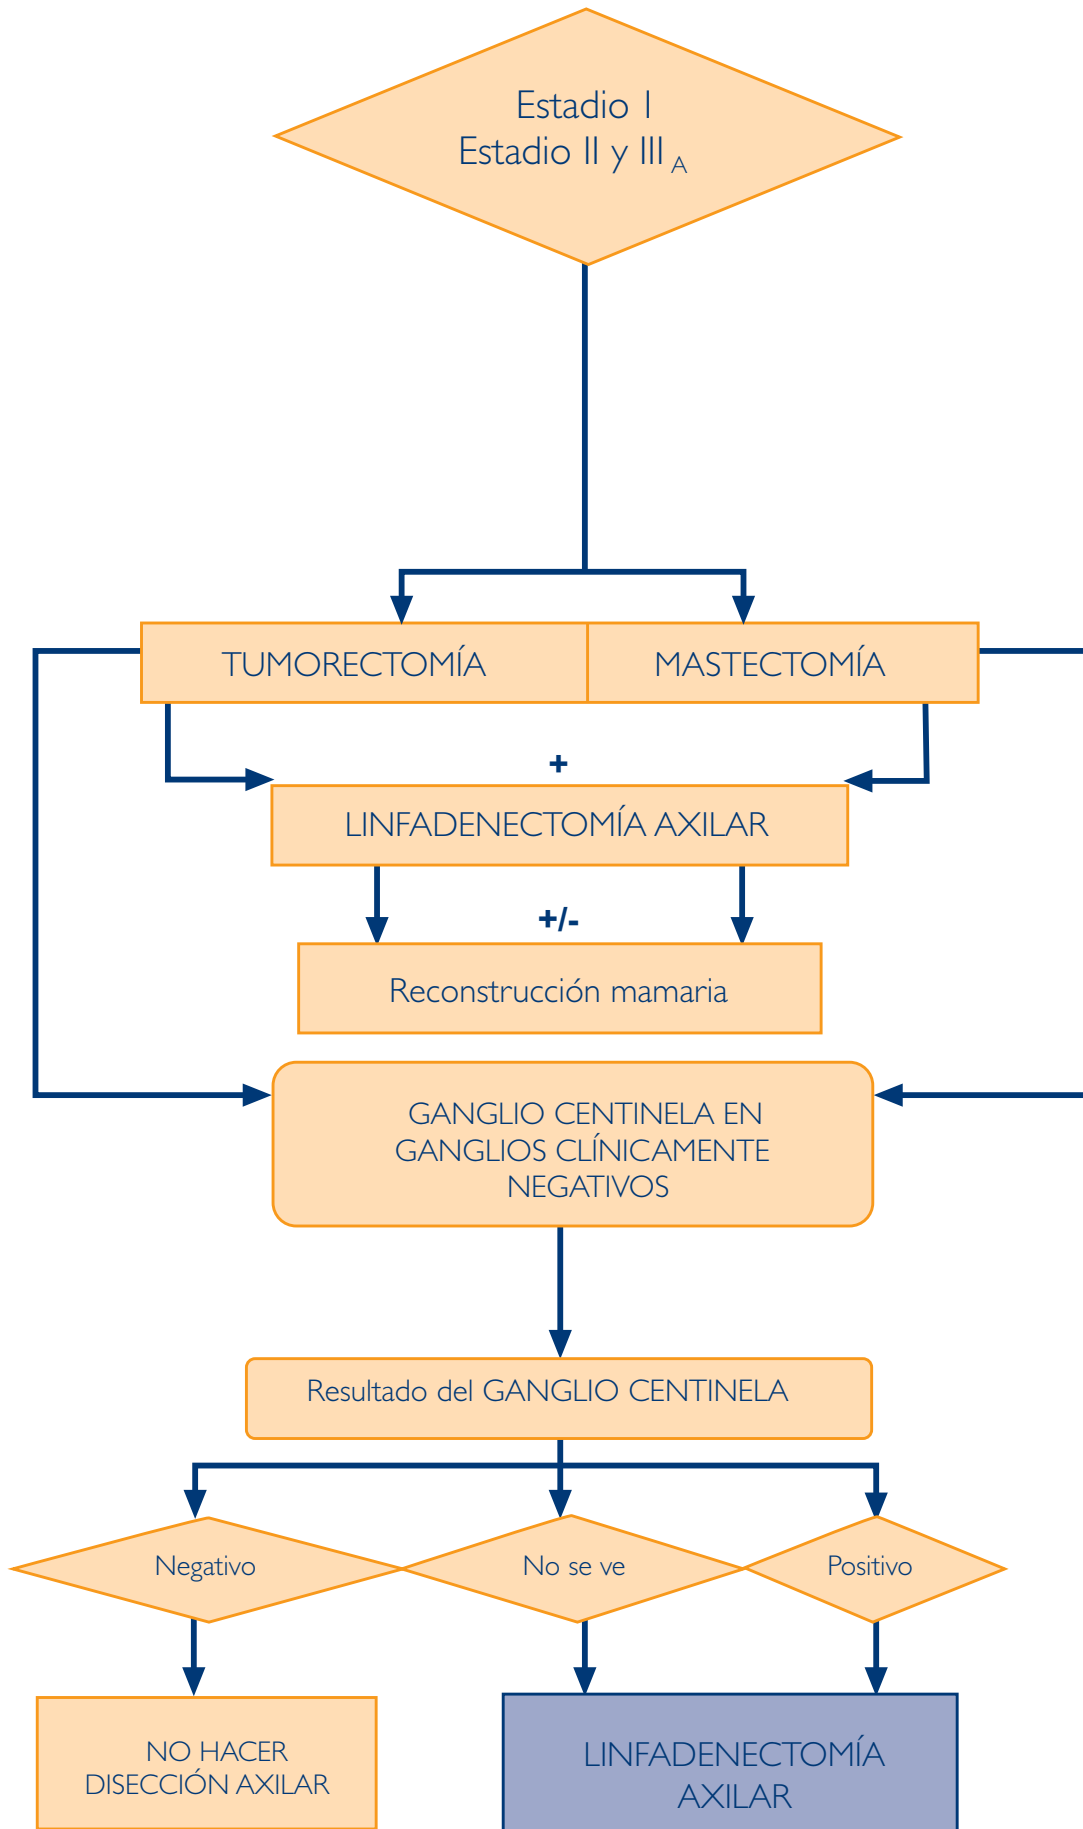 Estadio I
Estadio II y III A
TUMORECTOMÍA
MASTECTOMÍA
+
LINFADENECTOMÍA AXILAR
+/-
Reconstrucción mamaria
GANGLIO CENTINELA EN
GANGLIOS CLÍNICAMENTE
NEGATIVOS
Resultado del GANGLIO CENTINELA
Negativo
No se ve
Positivo
NO HACER
DISECCIÓN AXILAR
LINFADENECTOMÍA
AXILAR